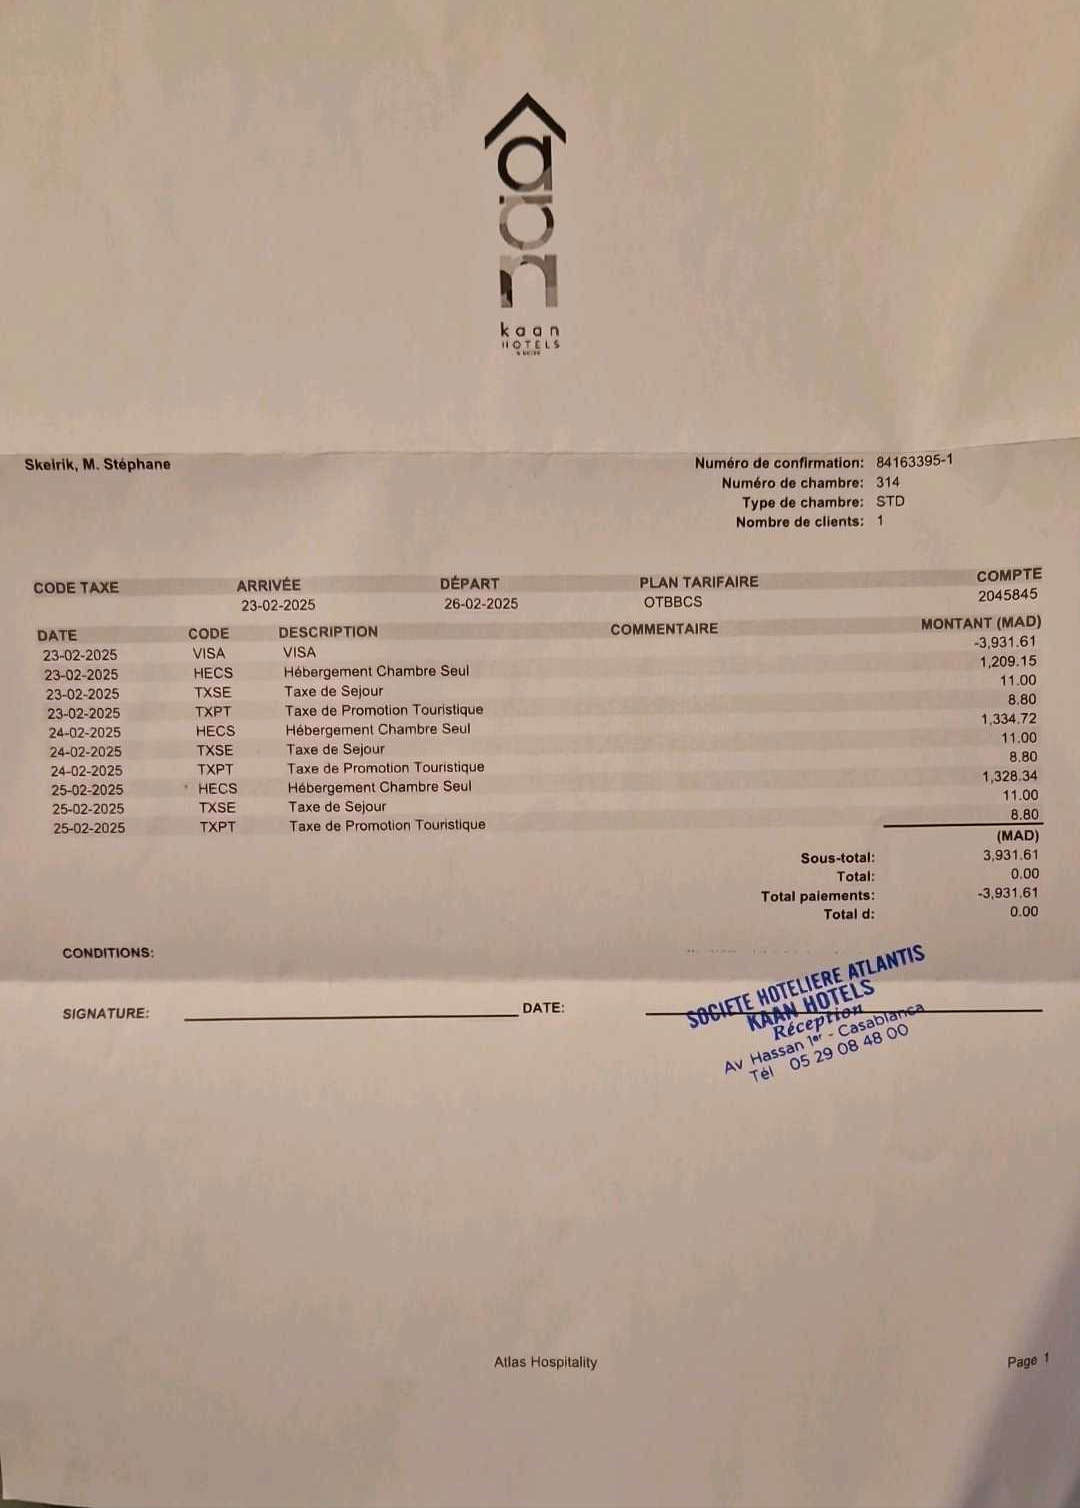 kaan
HOTELS
Skeirik, M. Stéphane
Numéro de confirmation: 84163395-1
Numéro de chambre: 314
Type de chambre: STD
Nombre de clients: 1
CODE TAXE ARRIVÉE DÉPART PLAN TARIFAIRE COMPTE
23-02-2025 26-02-2025 OTBBCS 2045845
DATE CODE DESCRIPTION COMMENTAIRE MONTANT (MAD)
23-02-2025 VISA VISA -3,931.61
23-02-2025 HECS Hébergement Chambre Seul 1,209.15
23-02-2025 TXSE Taxe de Sejour 11.00
23-02-2025 TXPT Taxe de Promotion Touristique 8.80
24-02-2025 HECS Hébergement Chambre Seul 1,334.72
24-02-2025 TXSE Taxe de Sejour 11.00
24-02-2025 TXPT Taxe de Promotion Touristique 8.80
25-02-2025 HECS Hébergement Chambre Seul 1,328.34
25-02-2025 TXSE Taxe de Sejour 11.00
25-02-2025 TXPT Taxe de Promotion Touristique 8.80
(MAD)
Sous-total: 3,931.61
Total: 0.00
Total paiements: -3,931.61
Total d: 0.00
CONDITIONS:
SIGNATURE: DATE:
SOCIETE HOTELIERE ATLANTIS
KAAN HOTELS
Réception
Av Hassan 1er - Casablanca
Tél 05 29 08 48 00
Atlas Hospitality
Page 1